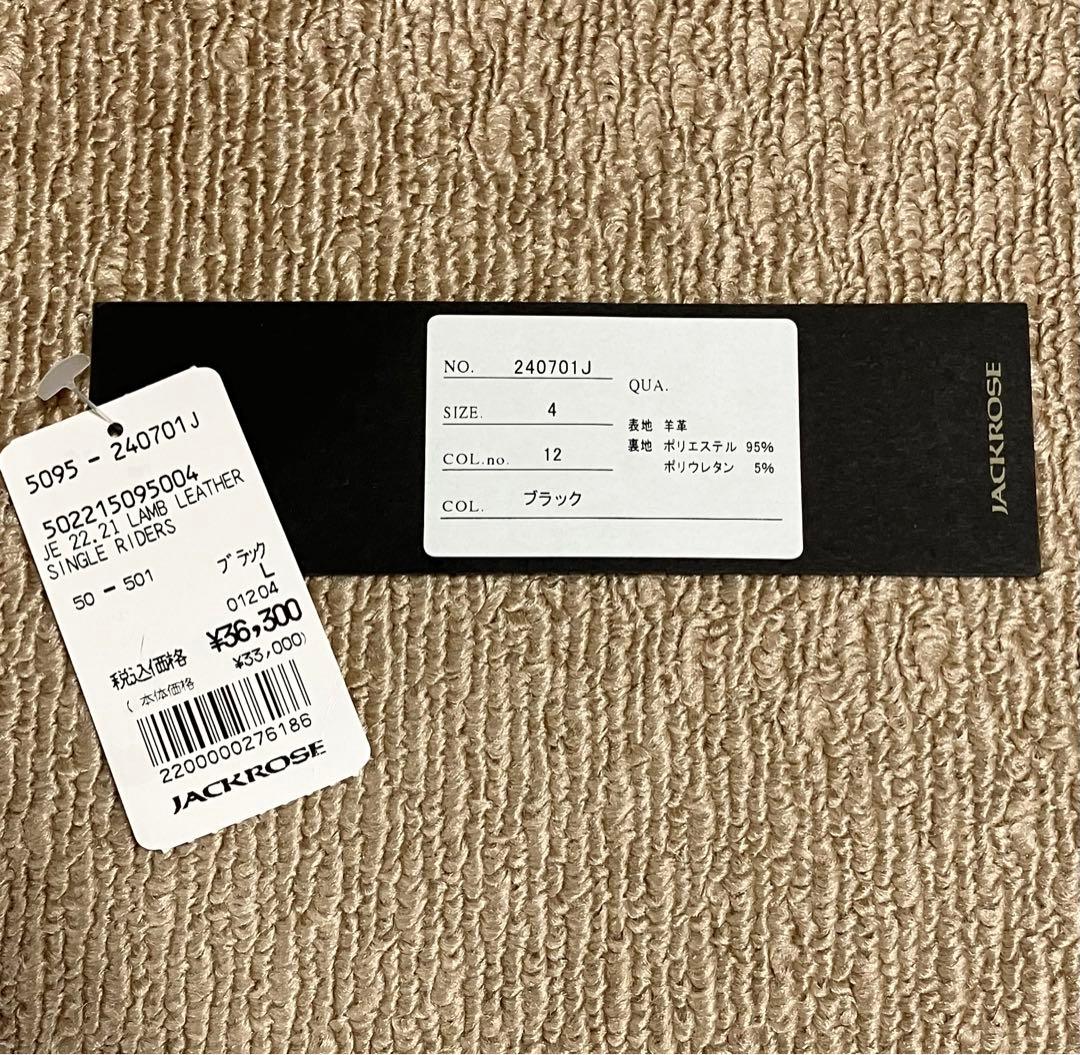 5095 - 240701J
502215095004
JE 22.21 LAMB LEATHER
SINGLE RIDERS
50 - 501
ブラック
L
01204
税込価格 ¥36,300
(本体価格 ¥33,000)
2200000276186
JACKROSE
NO. 240701J
SIZE. 4
COL.no. 12
COL. ブラック
QUA.
表地 羊革
裏地 ポリエステル 95%
ポリウレタン 5%
JACKROSE